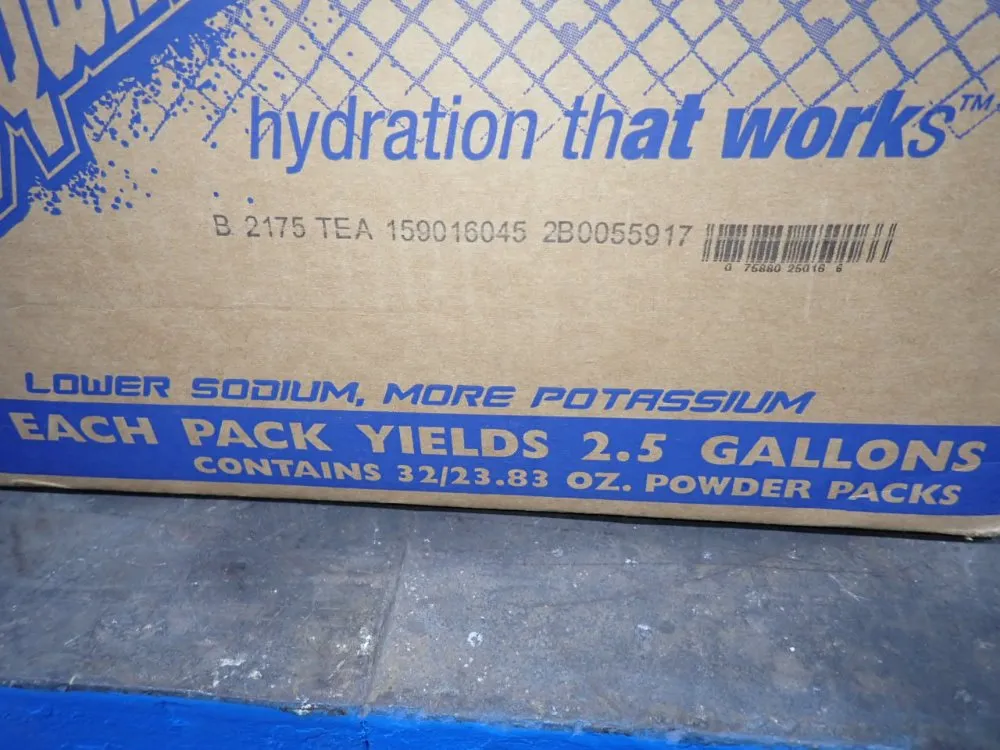 hydration that works™
B 2175 TEA 159016045 2B0055917
0 75880 25016 6
LOWER SODIUM, MORE POTASSIUM
EACH PACK YIELDS 2.5 GALLONS
CONTAINS 32/23.83 OZ. POWDER PACKS